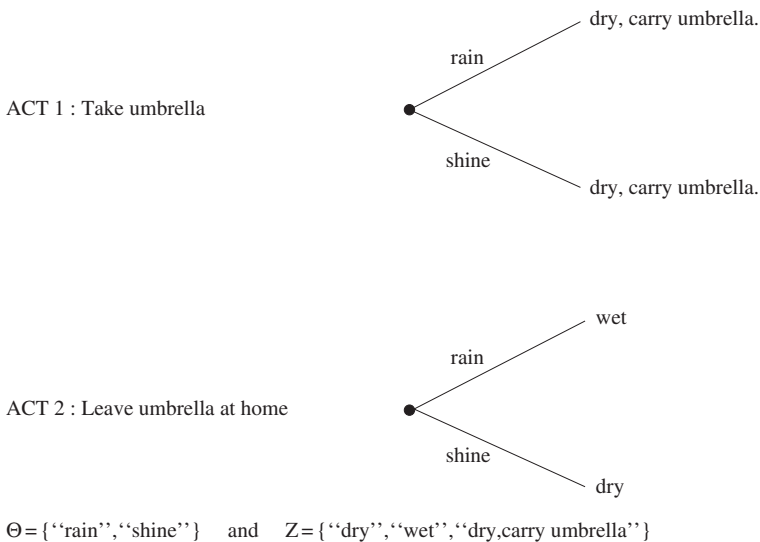 dry, carry umbrella.
rain
ACT 1 : Take umbrella
shine
dry, carry umbrella.
wet
rain
ACT 2 : Leave umbrella at home
shine
dry
Θ={‘‘rain’’,‘‘shine’’} and Z={‘‘dry’’,‘‘wet’’,‘‘dry,carry umbrella’’}